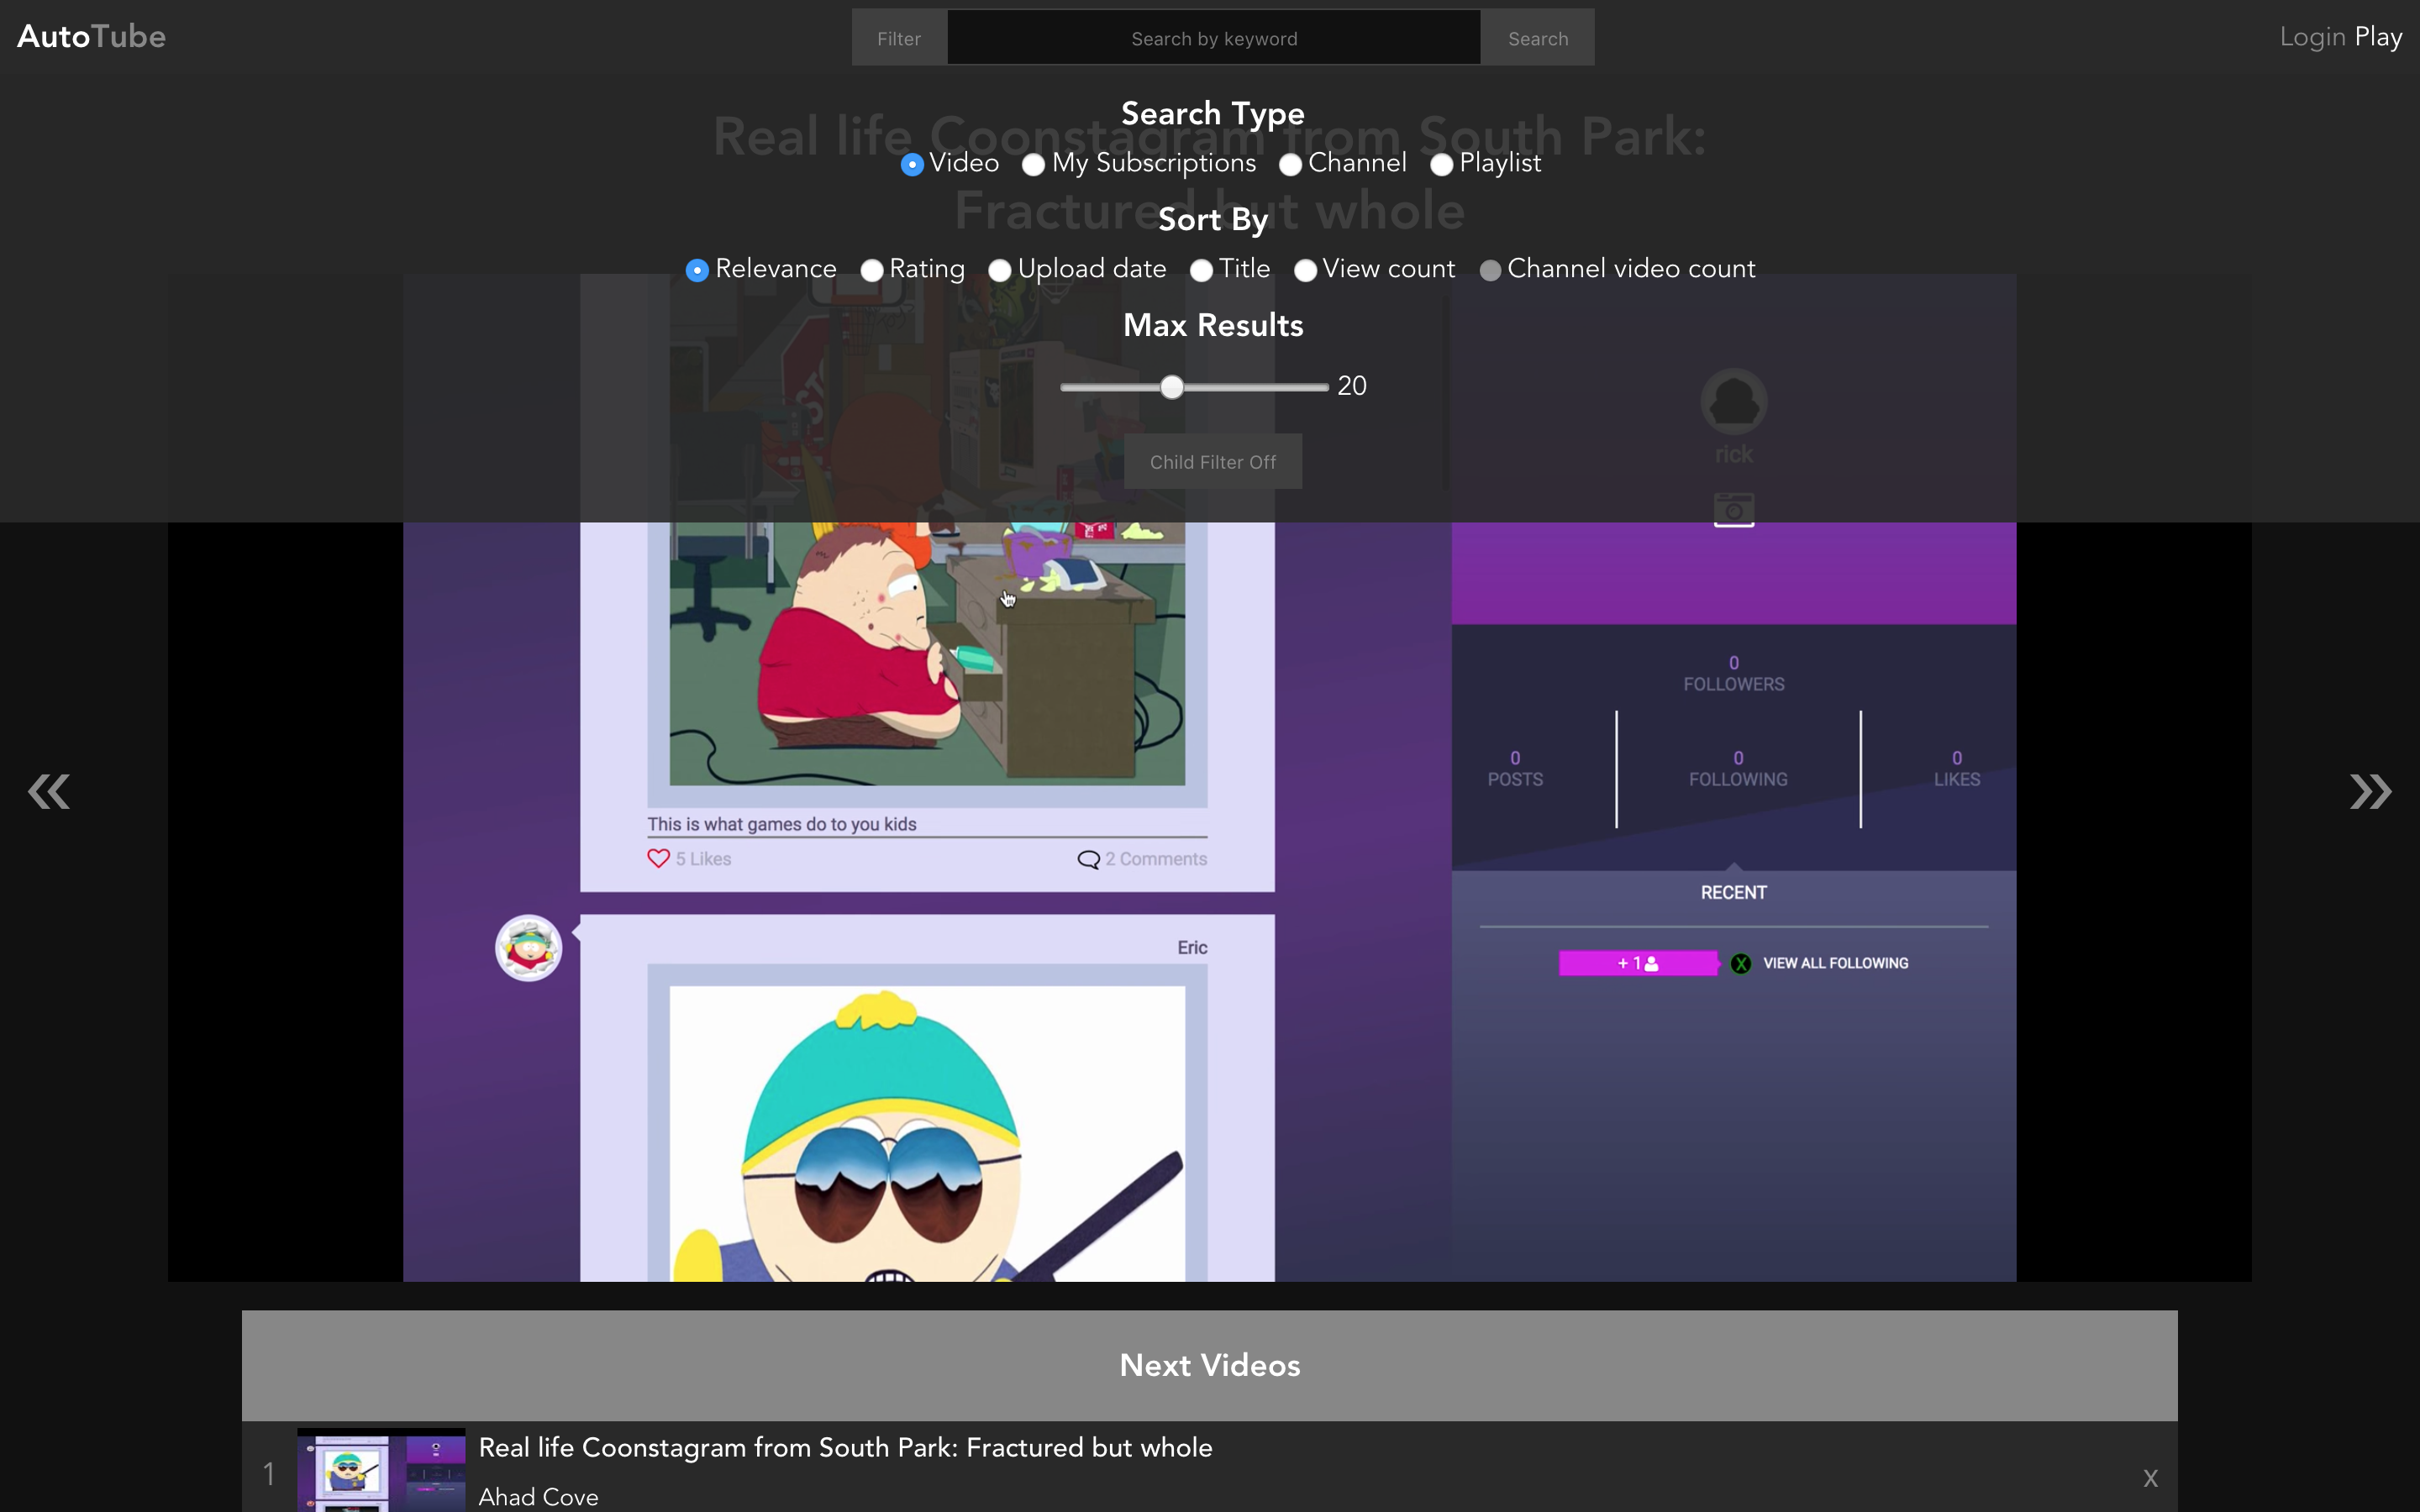 AutoTube
Filter
Search by keyword
Search
Login Play
Real life Coonstagram from South Park:
Fractured but whole
Search Type
Video
My Subscriptions
Channel
Playlist
Sort By
Relevance
Rating
Upload date
Title
View count
Channel video count
Max Results
20
Child Filter Off
STOP
rick
0
FOLLOWERS
0
POSTS
0
FOLLOWING
0
LIKES
RECENT
+ 1
X
VIEW ALL FOLLOWING
This is what games do to you kids
5 Likes
2 Comments
Eric
Next Videos
1
Real life Coonstagram from South Park: Fractured but whole
Ahad Cove
X